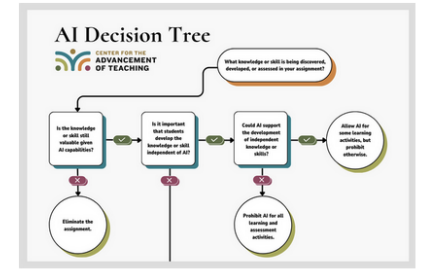 AI Decision Tree
CENTER FOR THE
ADVANCEMENT
OF TEACHING
What knowledge or skill is being discovered,
developed, or assessed in your assignment?
Is the knowledge
or skill still
valuable given
AI capabilities?
Is it important
that students
develop the
knowledge or skill
independent of AI?
Could AI support
the development
of independent
knowledge or
skills?
Allow AI for
some learning
activities, but
prohibit
otherwise.
Eliminate the
assignment.
Prohibit AI for all
learning and
assessment
activities.